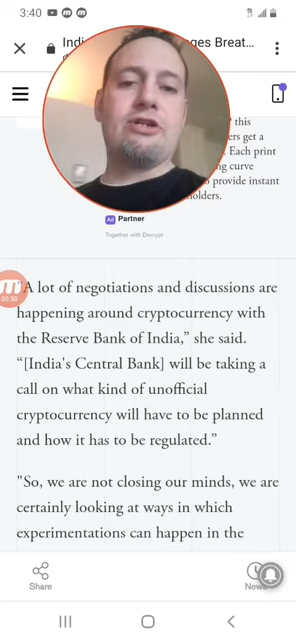 3:40
Indi
ges Breat...
this
ers get a
Each print
ng curve
provide instant
holders.
Ad Partner
Together with Decrypt
"A lot of negotiations and discussions are
happening around cryptocurrency with
the Reserve Bank of India,” she said.
“[India's Central Bank] will be taking a
call on what kind of unofficial
cryptocurrency will have to be planned
and how it has to be regulated.”
00:50
"So, we are not closing our minds, we are
certainly looking at ways in which
experimentations can happen in the
Share
News